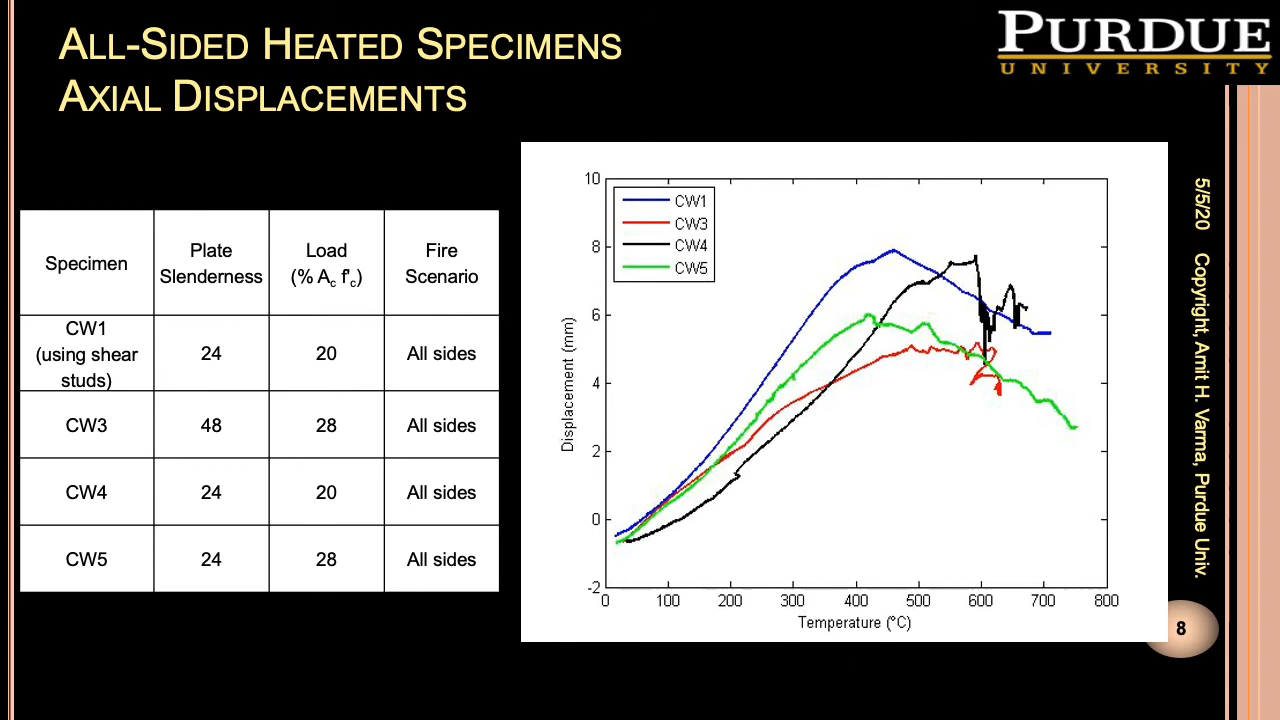 ALL-SIDED HEATED SPECIMENS
AXIAL DISPLACEMENTS
PURDUE
UNIVERSITY
Specimen
Plate
Slenderness
Load
(% Ac f'c)
Fire
Scenario
CW1
(using shear
studs)
24
20
All sides
CW3
48
28
All sides
CW4
24
20
All sides
CW5
24
28
All sides
10
8
6
4
2
0
-2
Displacement (mm)
CW1
CW3
CW4
CW5
0
100
200
300
400
500
600
700
800
Temperature (°C)
5/5/20
Copyright, Amit H. Varma, Purdue Univ.
8